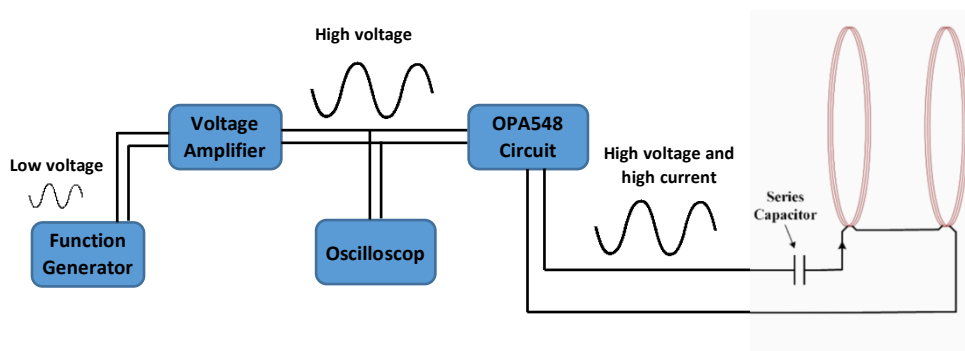 High voltage
Voltage
Amplifier
OPA548
Circuit
Low voltage
High voltage and
high current
Series
Capacitor
Function
Generator
Oscilloscop